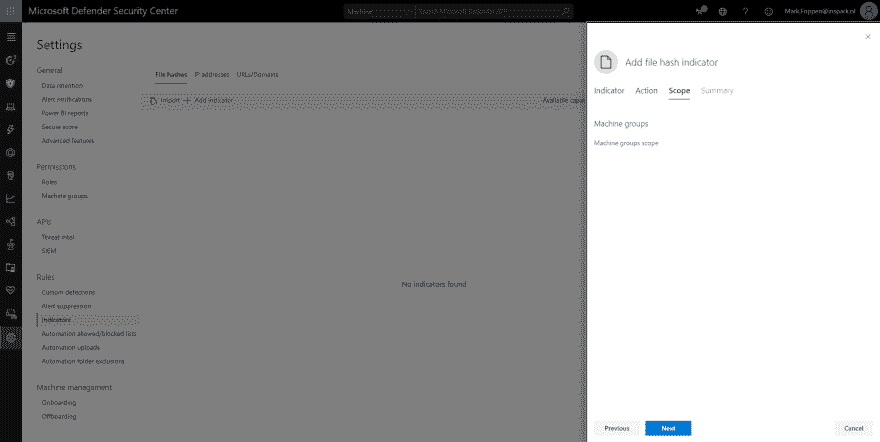 Microsoft Defender Security Center
Machine
Mark.Foppen@inspark.nl
Settings
General
Data retention
Alert notifications
Power BI reports
Secure score
Advanced features
Permissions
Roles
Machine groups
APIs
Threat intel
SIEM
Rules
Custom detections
Alert suppression
Indicators
Automation allowed/blocked lists
Automation uploads
Automation folder exclusions
Machine management
Onboarding
Offboarding
File hashes IP addresses URLs/Domains
Import Add indicator Available capa
No indicators found
Add file hash indicator
Indicator Action Scope Summary
Machine groups
Machine groups scope
Previous Next Cancel